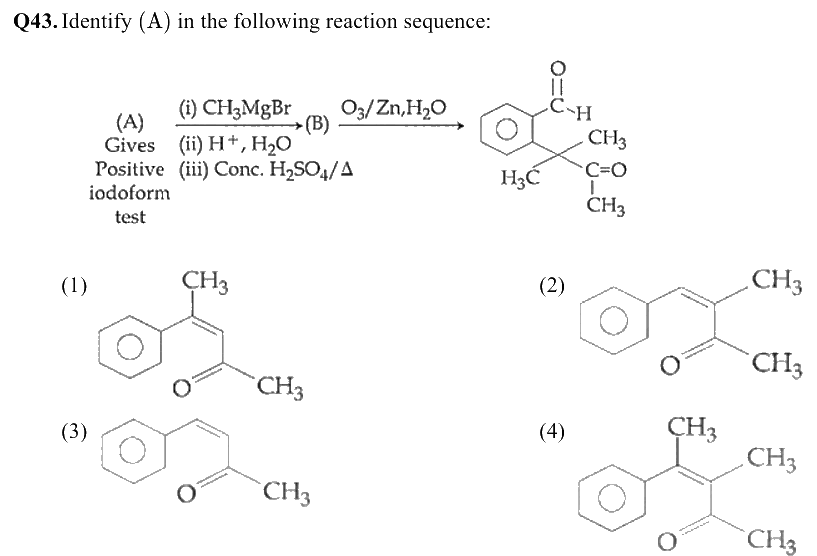 Q43. Identify (A) in the following reaction sequence:
O
C-H
(A) (i) CH₃MgBr (B) O₃/Zn,H₂O
Gives (ii) H⁺, H₂O
Positive (iii) Conc. H₂SO₄/Δ
iodoform
test
CH₃
H₃C C=O
CH₃
(1) CH₃
O CH₃
(2) CH₃
O CH₃
(3)
O CH₃
(4) CH₃
CH₃
O CH₃